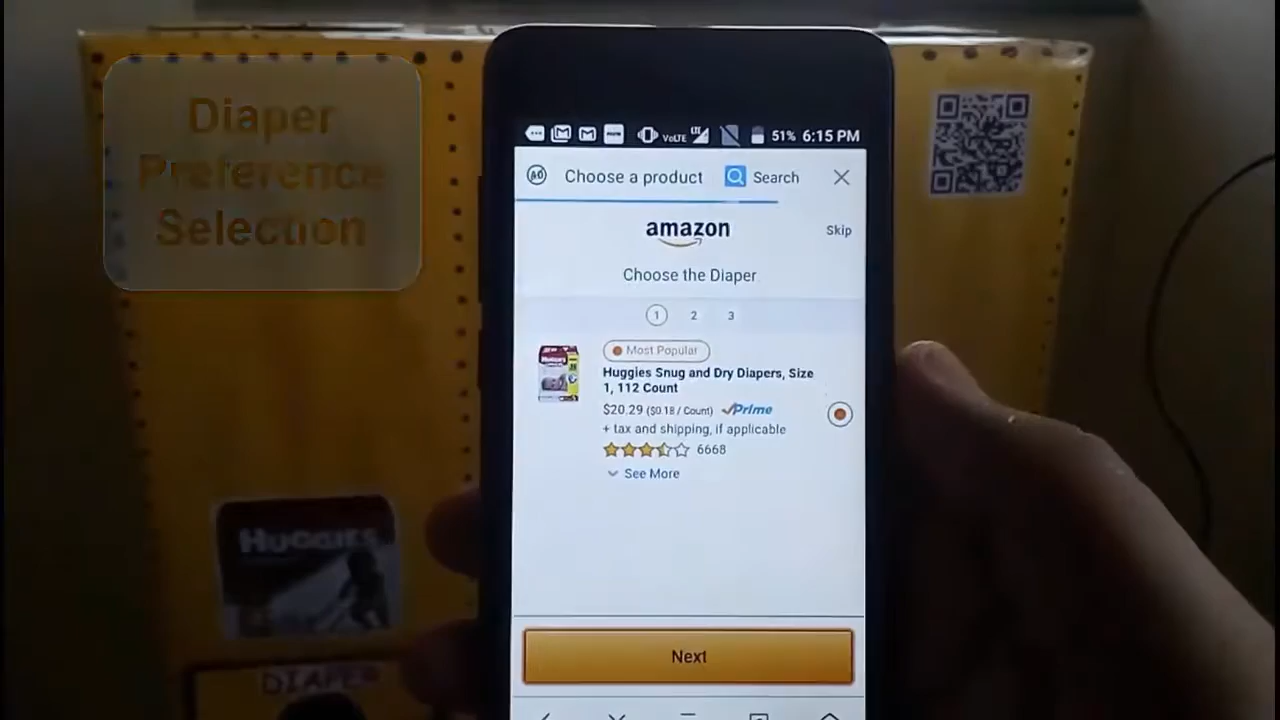 Diaper
Preference
Selection
VoLTE LTE 51% 6:15 PM
Choose a product Search
amazon
Skip
Choose the Diaper
1 2 3
Most Popular
Huggies Snug and Dry Diapers, Size
1, 112 Count
$20.29 ($0.18 / Count) Prime
+ tax and shipping, if applicable
6668
See More
Next
HUGGIES
DIAPER